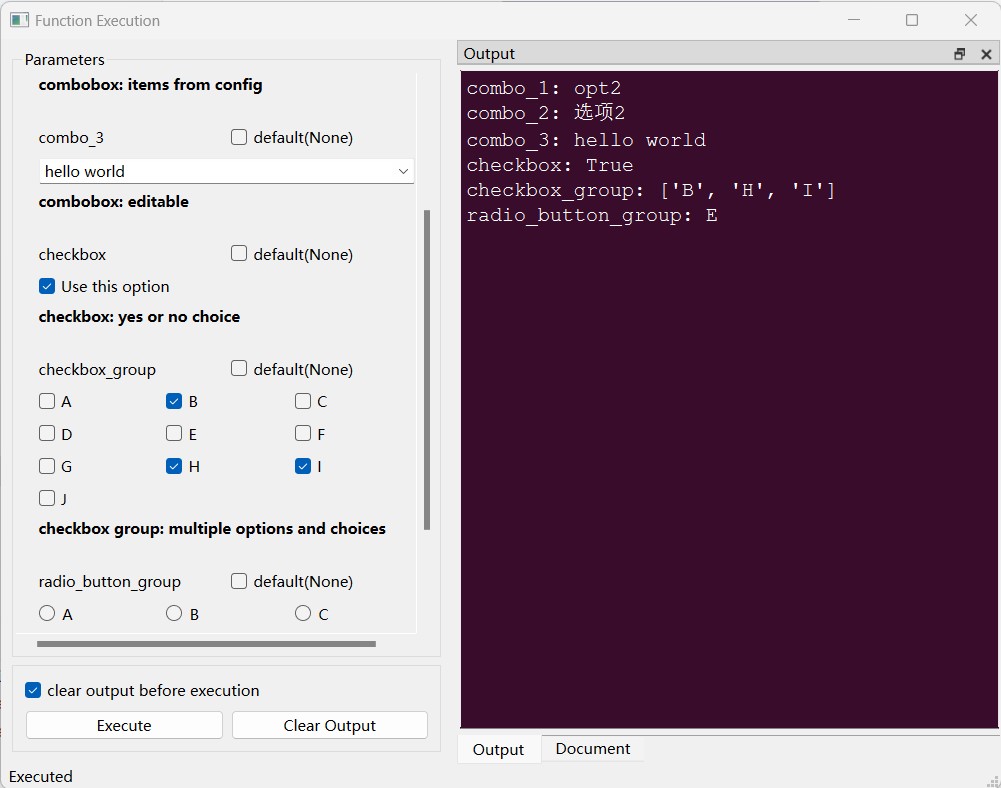 Function Execution
Parameters
combobox: items from config
combo_3 default(None)
hello world
combobox: editable
checkbox default(None)
Use this option
checkbox: yes or no choice
checkbox_group default(None)
A B C
D E F
G H I
J
checkbox group: multiple options and choices
radio_button_group default(None)
A B C
clear output before execution
Execute Clear Output
Executed
Output
combo_1: opt2
combo_2: 选项2
combo_3: hello world
checkbox: True
checkbox_group: ['B', 'H', 'I']
radio_button_group: E
Output Document